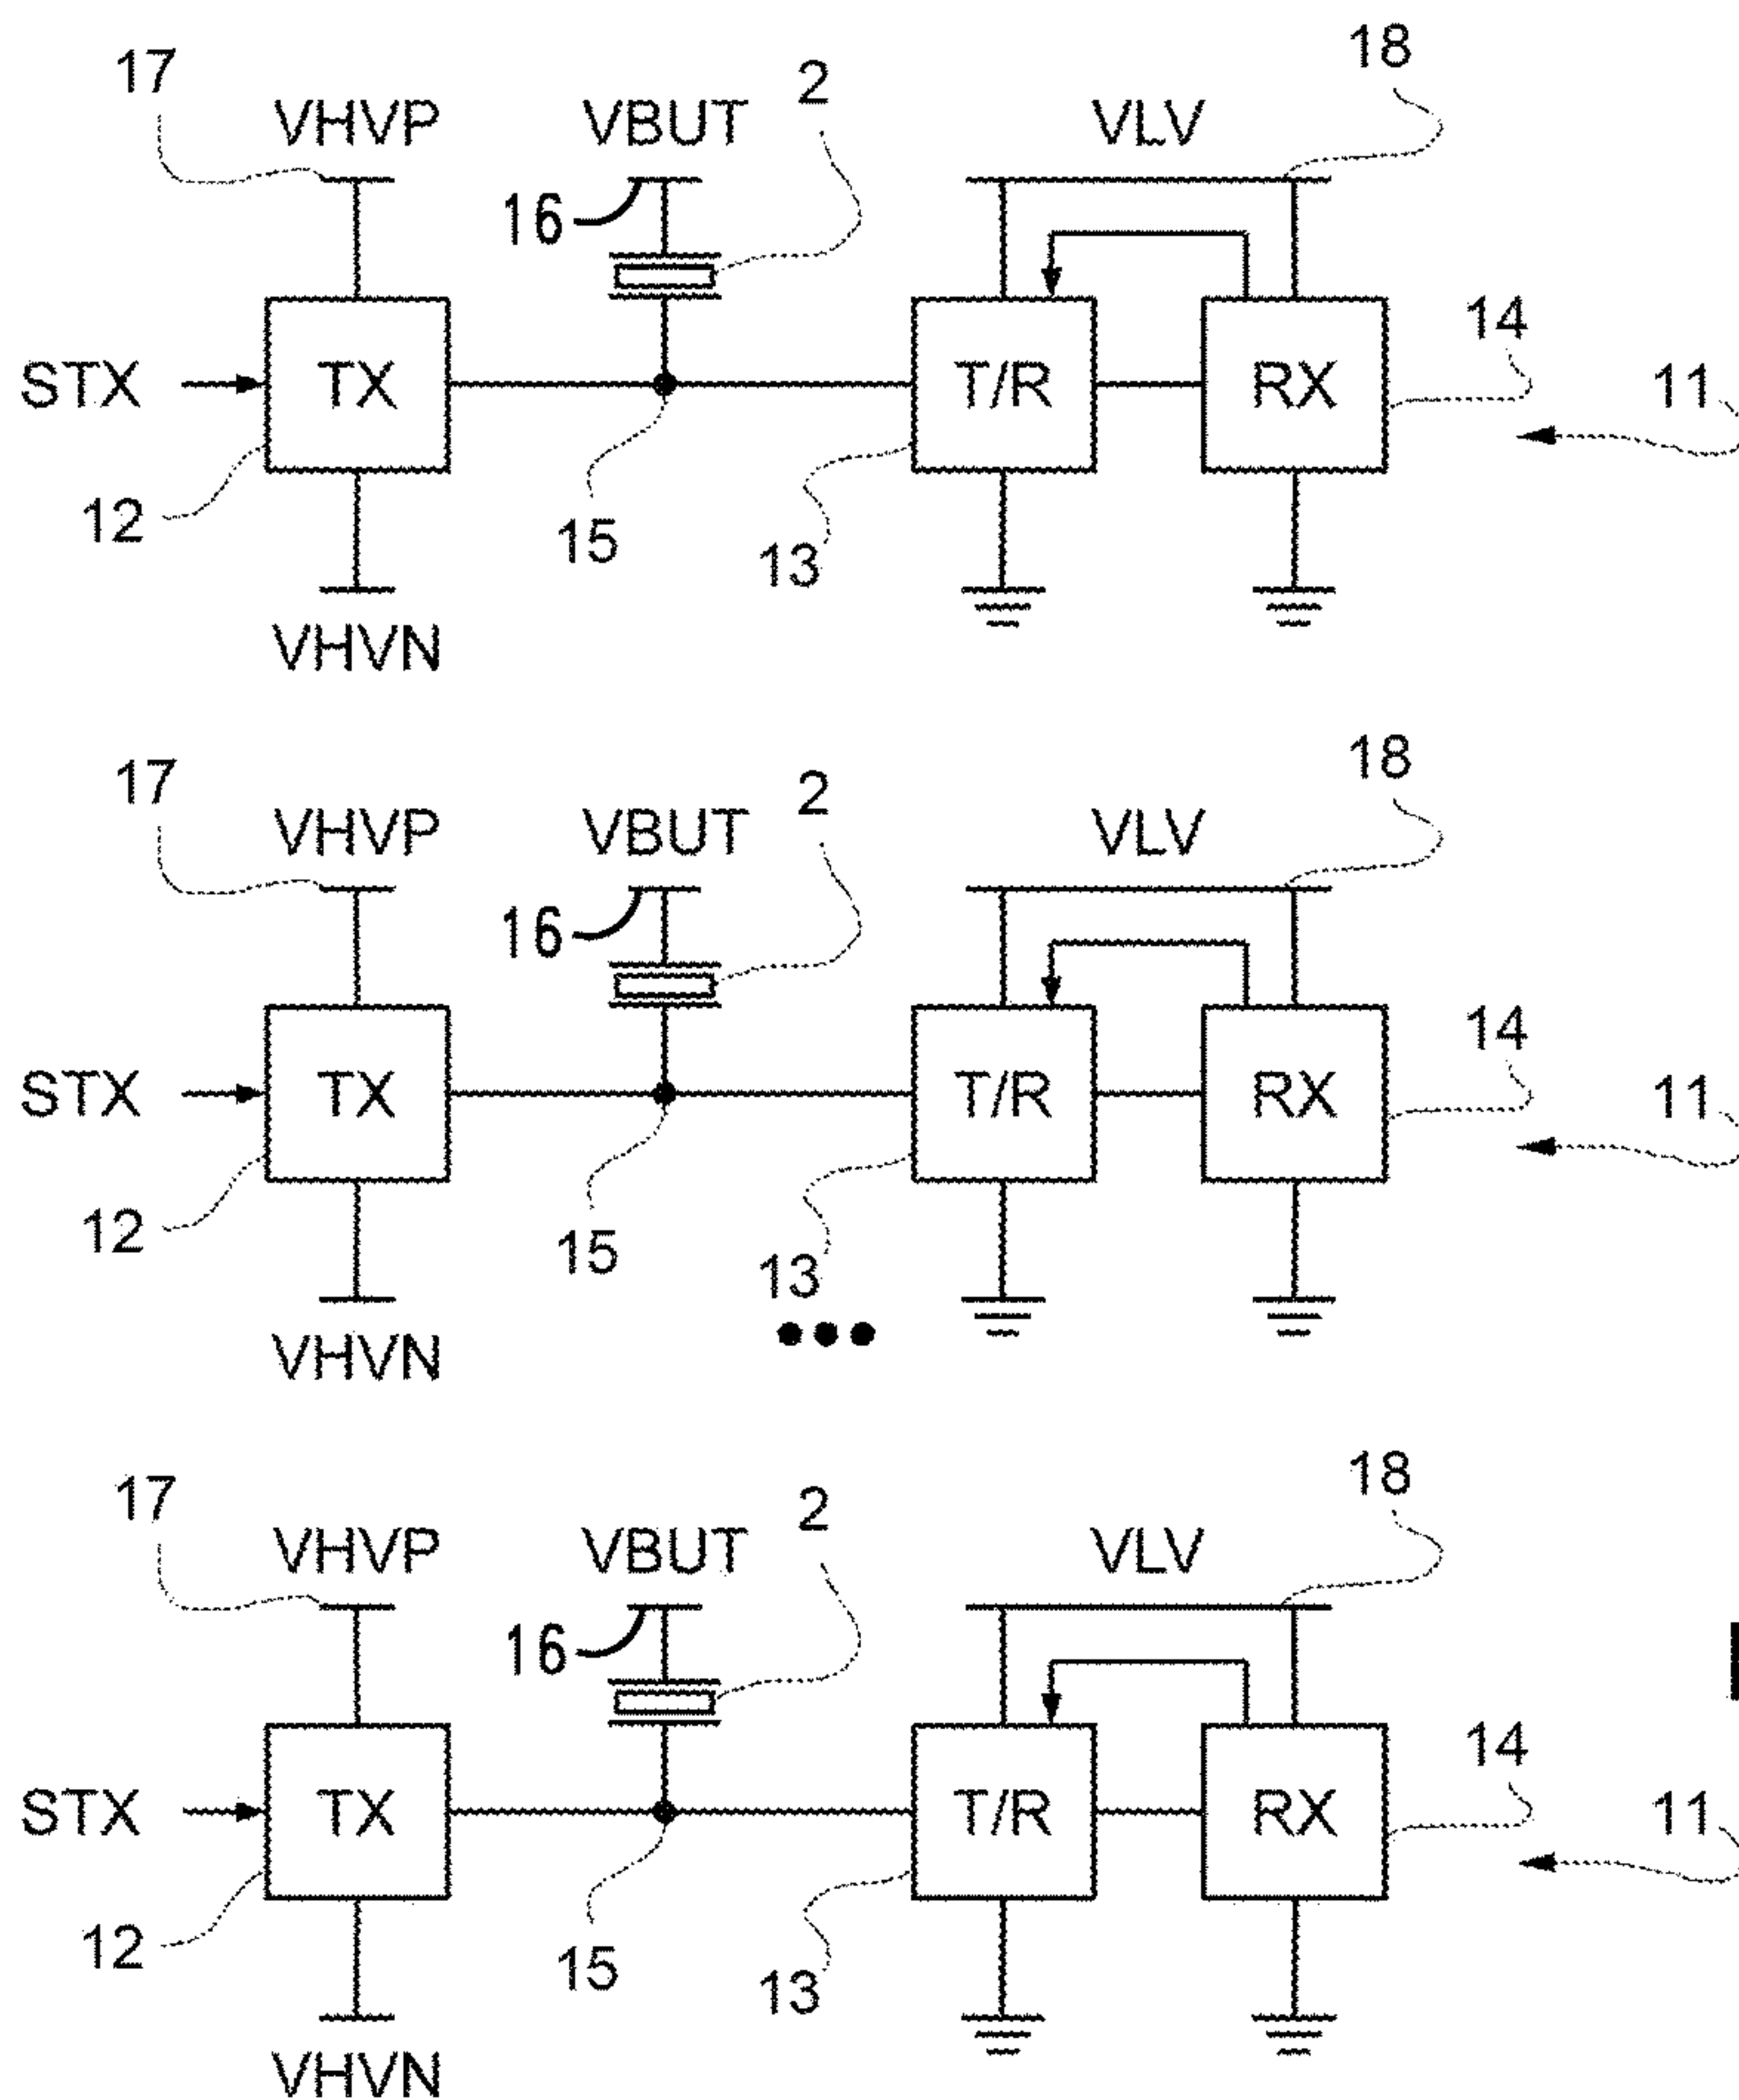 17 2 18
VHVP VBUT VLV
16
14
STX TX T/R RX 11
12 15 13
VHVN
17 2 18
VHVP VBUT VLV
16
14
STX TX T/R RX 11
12 15 13
•••
VHVN
17 2 18
VHVP VBUT VLV
16
14
STX TX T/R RX 11
12 15 13
VHVN